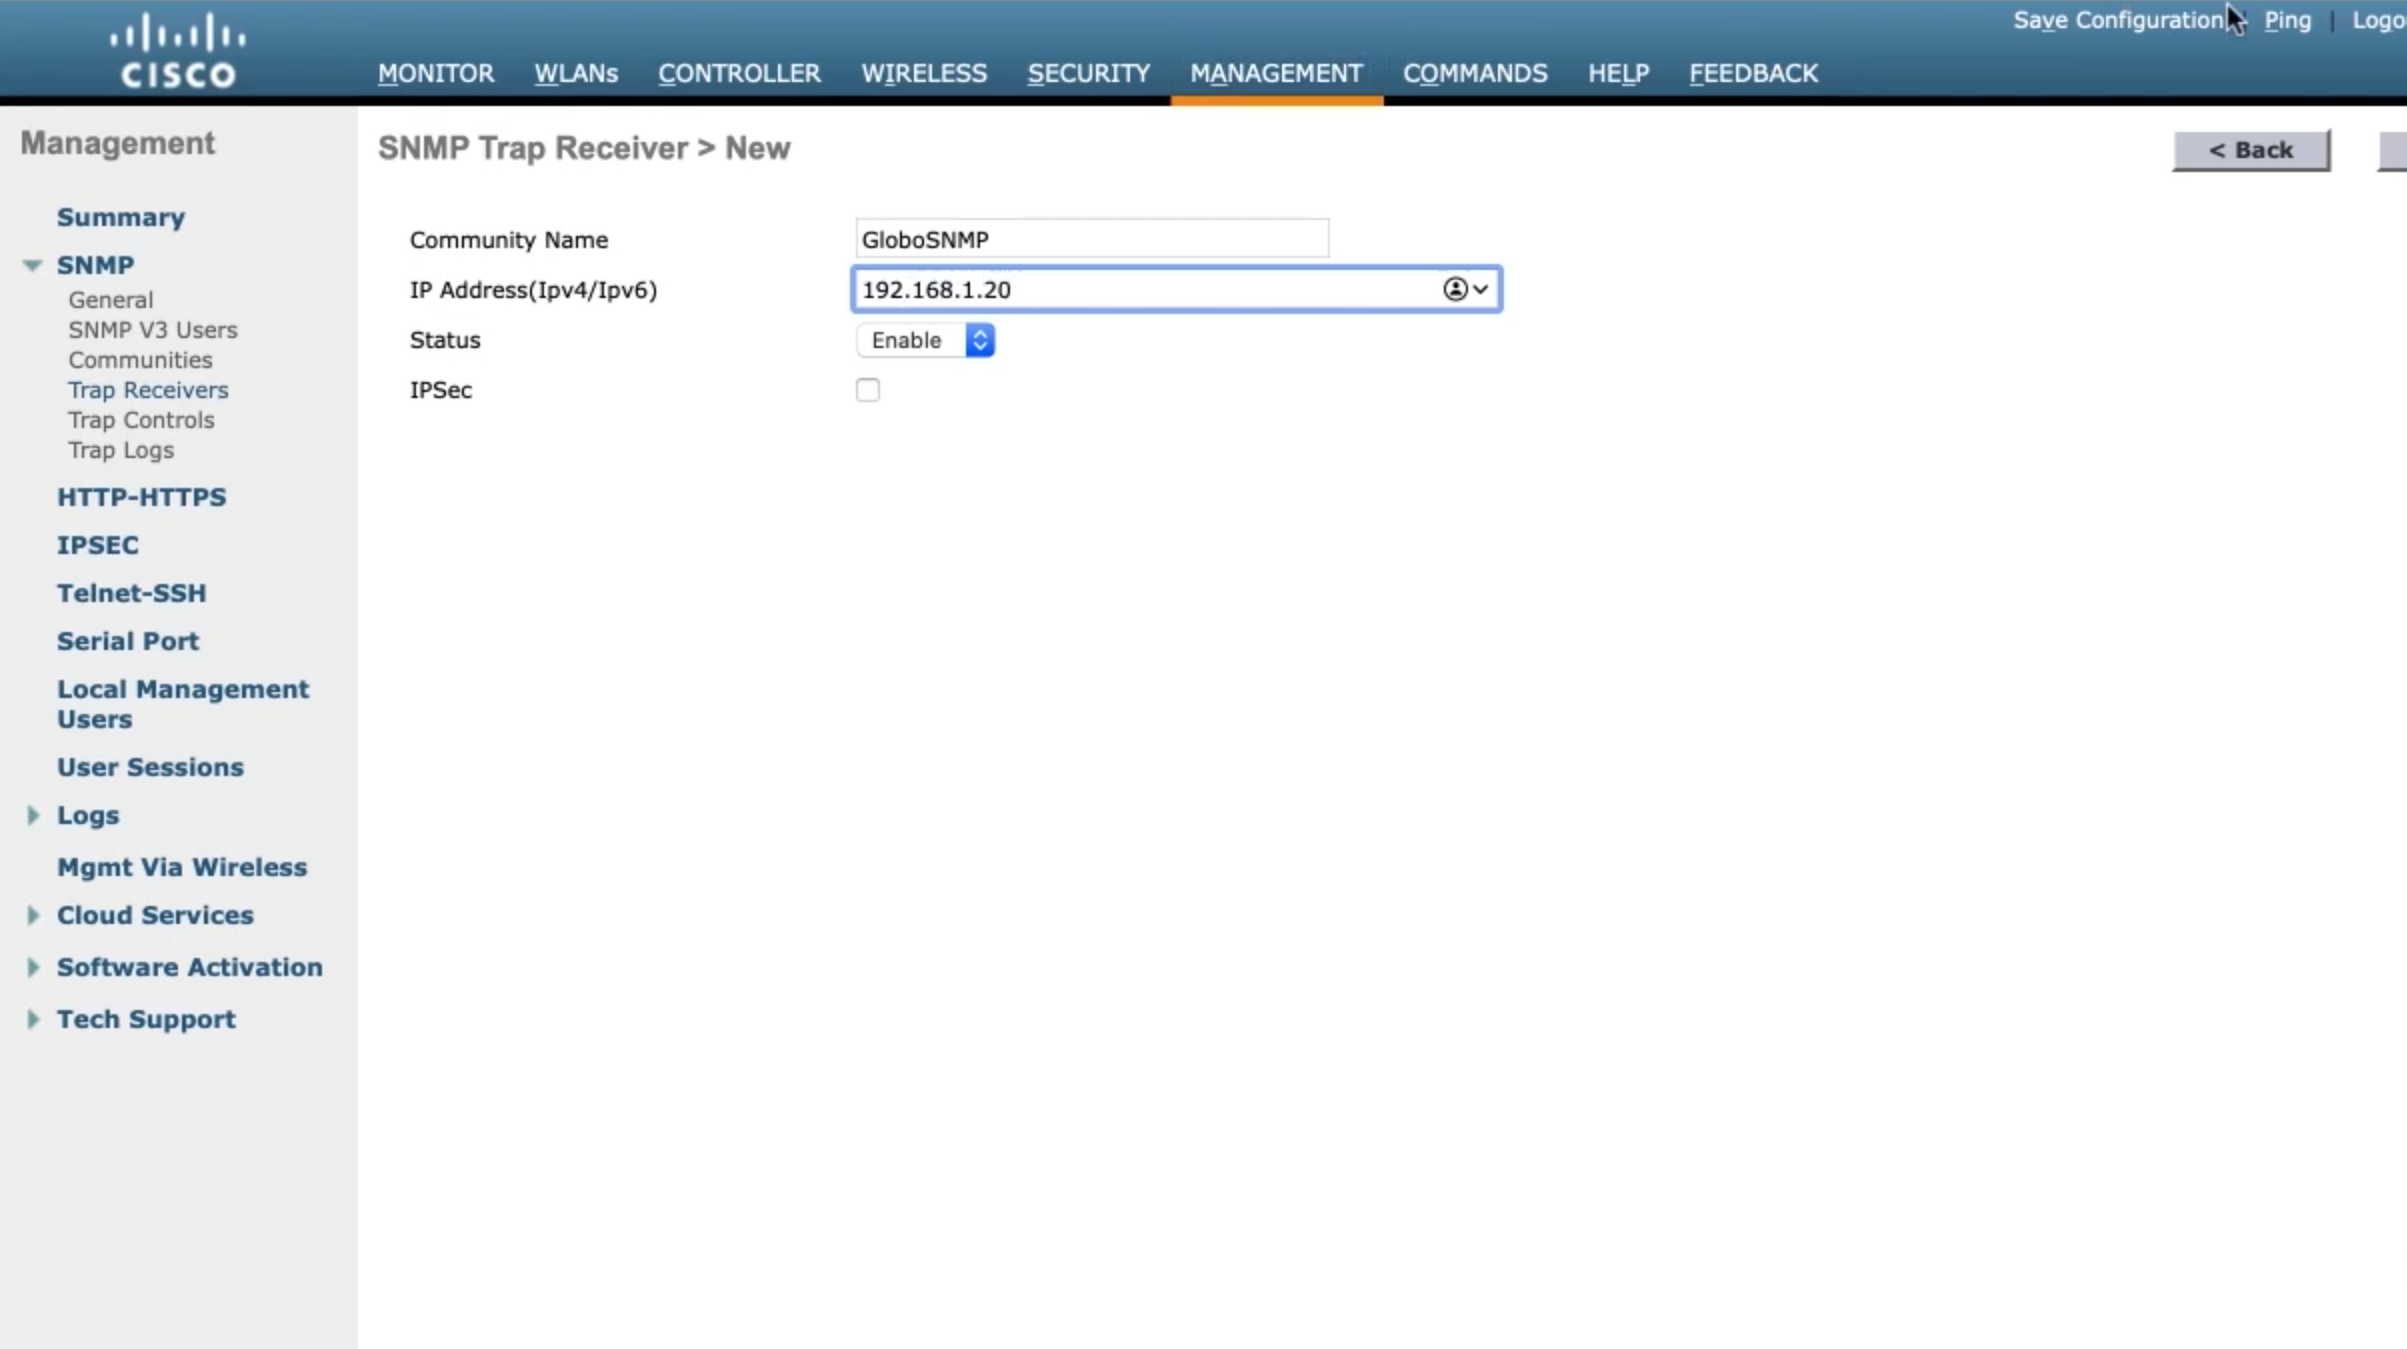 Save Configuration Ping | Logo
CISCO
MONITOR WLANs CONTROLLER WIRELESS SECURITY MANAGEMENT COMMANDS HELP FEEDBACK
Management
SNMP Trap Receiver > New
< Back
Summary
SNMP
General
SNMP V3 Users
Communities
Trap Receivers
Trap Controls
Trap Logs
HTTP-HTTPS
IPSEC
Telnet-SSH
Serial Port
Local Management
Users
User Sessions
Logs
Mgmt Via Wireless
Cloud Services
Software Activation
Tech Support
Community Name GloboSNMP
IP Address(Ipv4/Ipv6) 192.168.1.20
Status Enable
IPSec